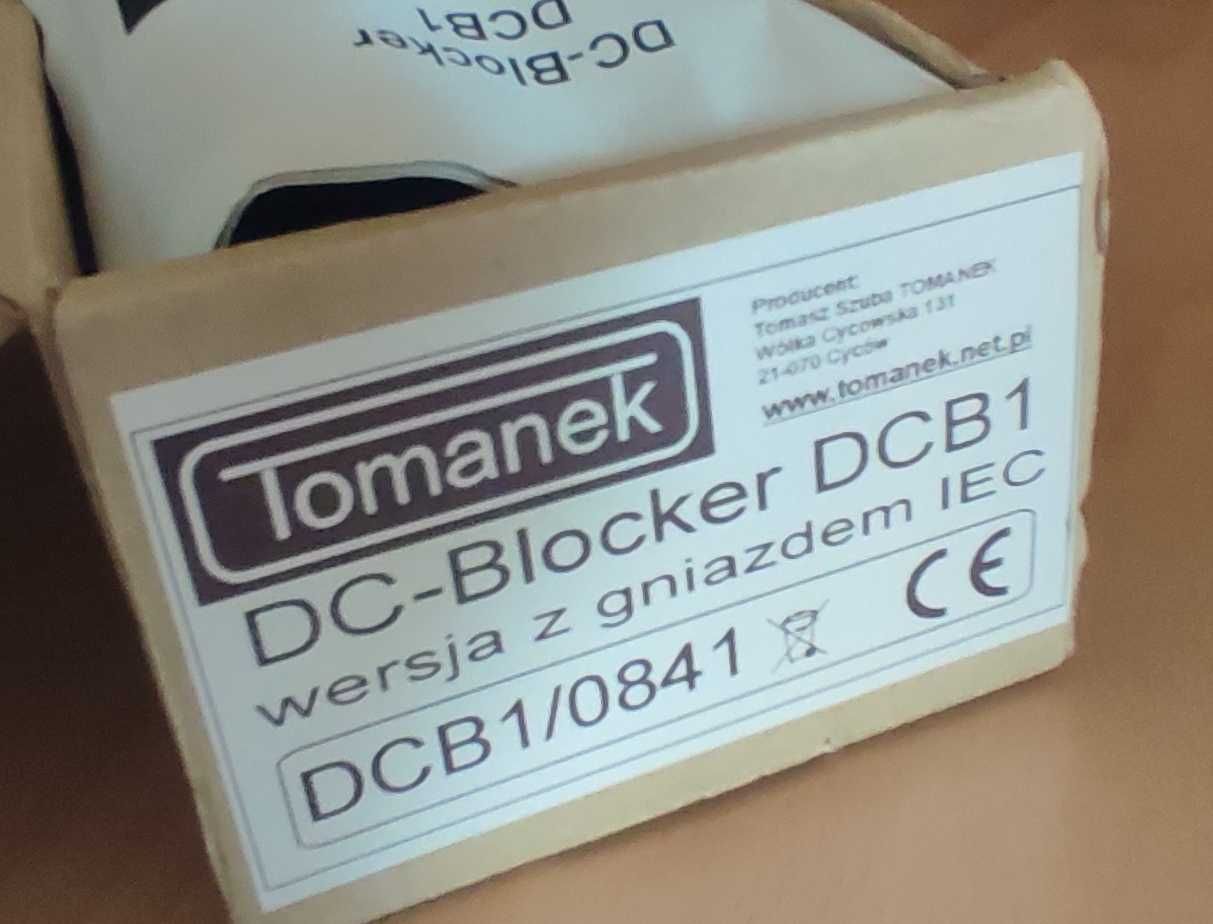 DC-Blocker
DCB1
Tomanek
Producent:
Tomasz Szuba TOMANEK
Wólka Cycowska 131
21-070 Cyców
www.tomanek.net.pl
DC-Blocker DCB1
wersja z gniazdem IEC
DCB1/0841
CE